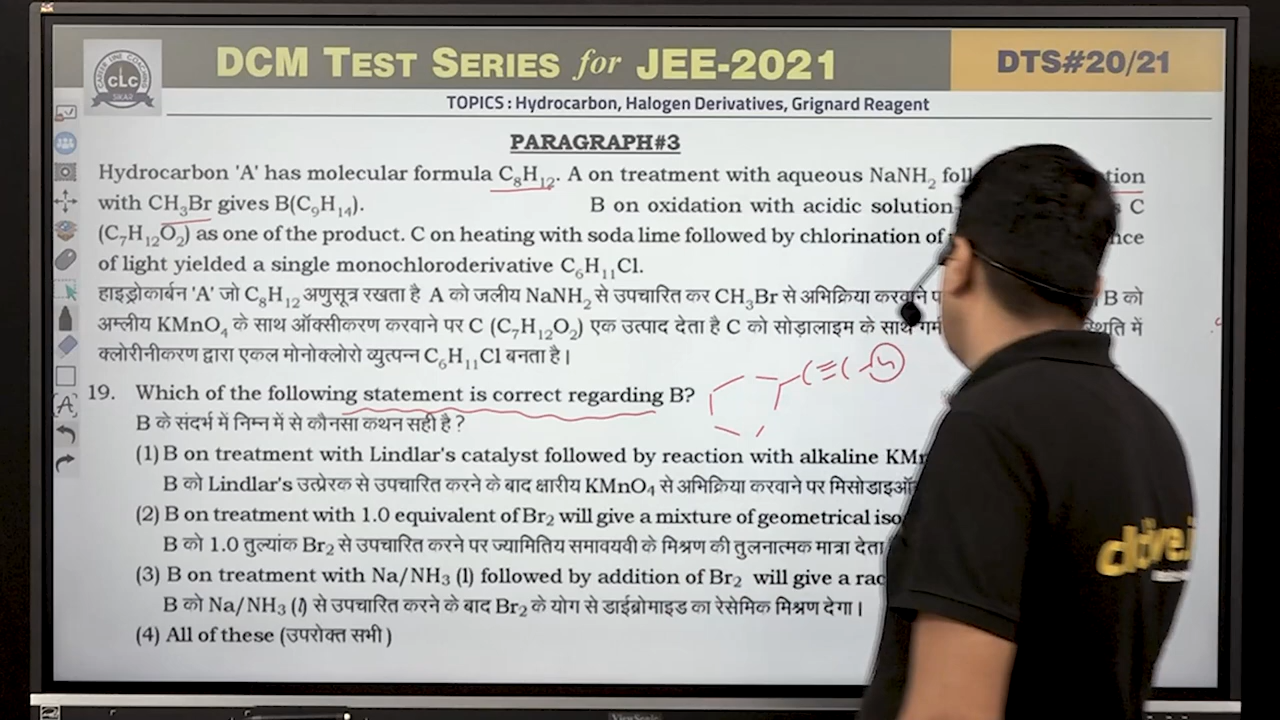 DCM TEST SERIES for JEE-2021
DTS#20/21
CAREER LINE COACHING
CLC
SIKAR
TOPICS : Hydrocarbon, Halogen Derivatives, Grignard Reagent
PARAGRAPH#3
Hydrocarbon 'A' has molecular formula C₈H₁₂. A on treatment with aqueous NaNH₂ foll tion
with CH₃Br gives B(C₉H₁₄). B on oxidation with acidic solution C
(C₇H₁₂O₂) as one of the product. C on heating with soda lime followed by chlorination of nce
of light yielded a single monochloroderivative C₆H₁₁Cl.
हाइड्रोकार्बन 'A' जो C₈H₁₂ अणुसूत्र रखता है A को जलीय NaNH₂ से उपचारित कर CH₃Br से अभिक्रिया करवाने प B को
अम्लीय KMnO₄ के साथ ऑक्सीकरण करवाने पर C (C₇H₁₂O₂) एक उत्पाद देता है C को सोड़ालाइम के साथ गर्म स्थिति में
क्लोरीनीकरण द्वारा एकल मोनोक्लोरो व्युत्पन्न C₆H₁₁Cl बनता है।
19. Which of the following statement is correct regarding B?
B के संदर्भ में निम्न में से कौनसा कथन सही है ?
(1) B on treatment with Lindlar's catalyst followed by reaction with alkaline KMn
B को Lindlar's उत्प्रेरक से उपचारित करने के बाद क्षारीय KMnO₄ से अभिक्रिया करवाने पर मिसोडाइऑ
(2) B on treatment with 1.0 equivalent of Br₂ will give a mixture of geometrical iso
B को 1.0 तुल्यांक Br₂ से उपचारित करने पर ज्यामितिय समावयवी के मिश्रण की तुलनात्मक मात्रा देता
(3) B on treatment with Na/NH₃ (l) followed by addition of Br₂ will give a rac
B को Na/NH₃ (l) से उपचारित करने के बाद Br₂ के योग से डाईब्रोमाइड का रेसेमिक मिश्रण देगा।
(4) All of these (उपरोक्त सभी)
ViewSonic